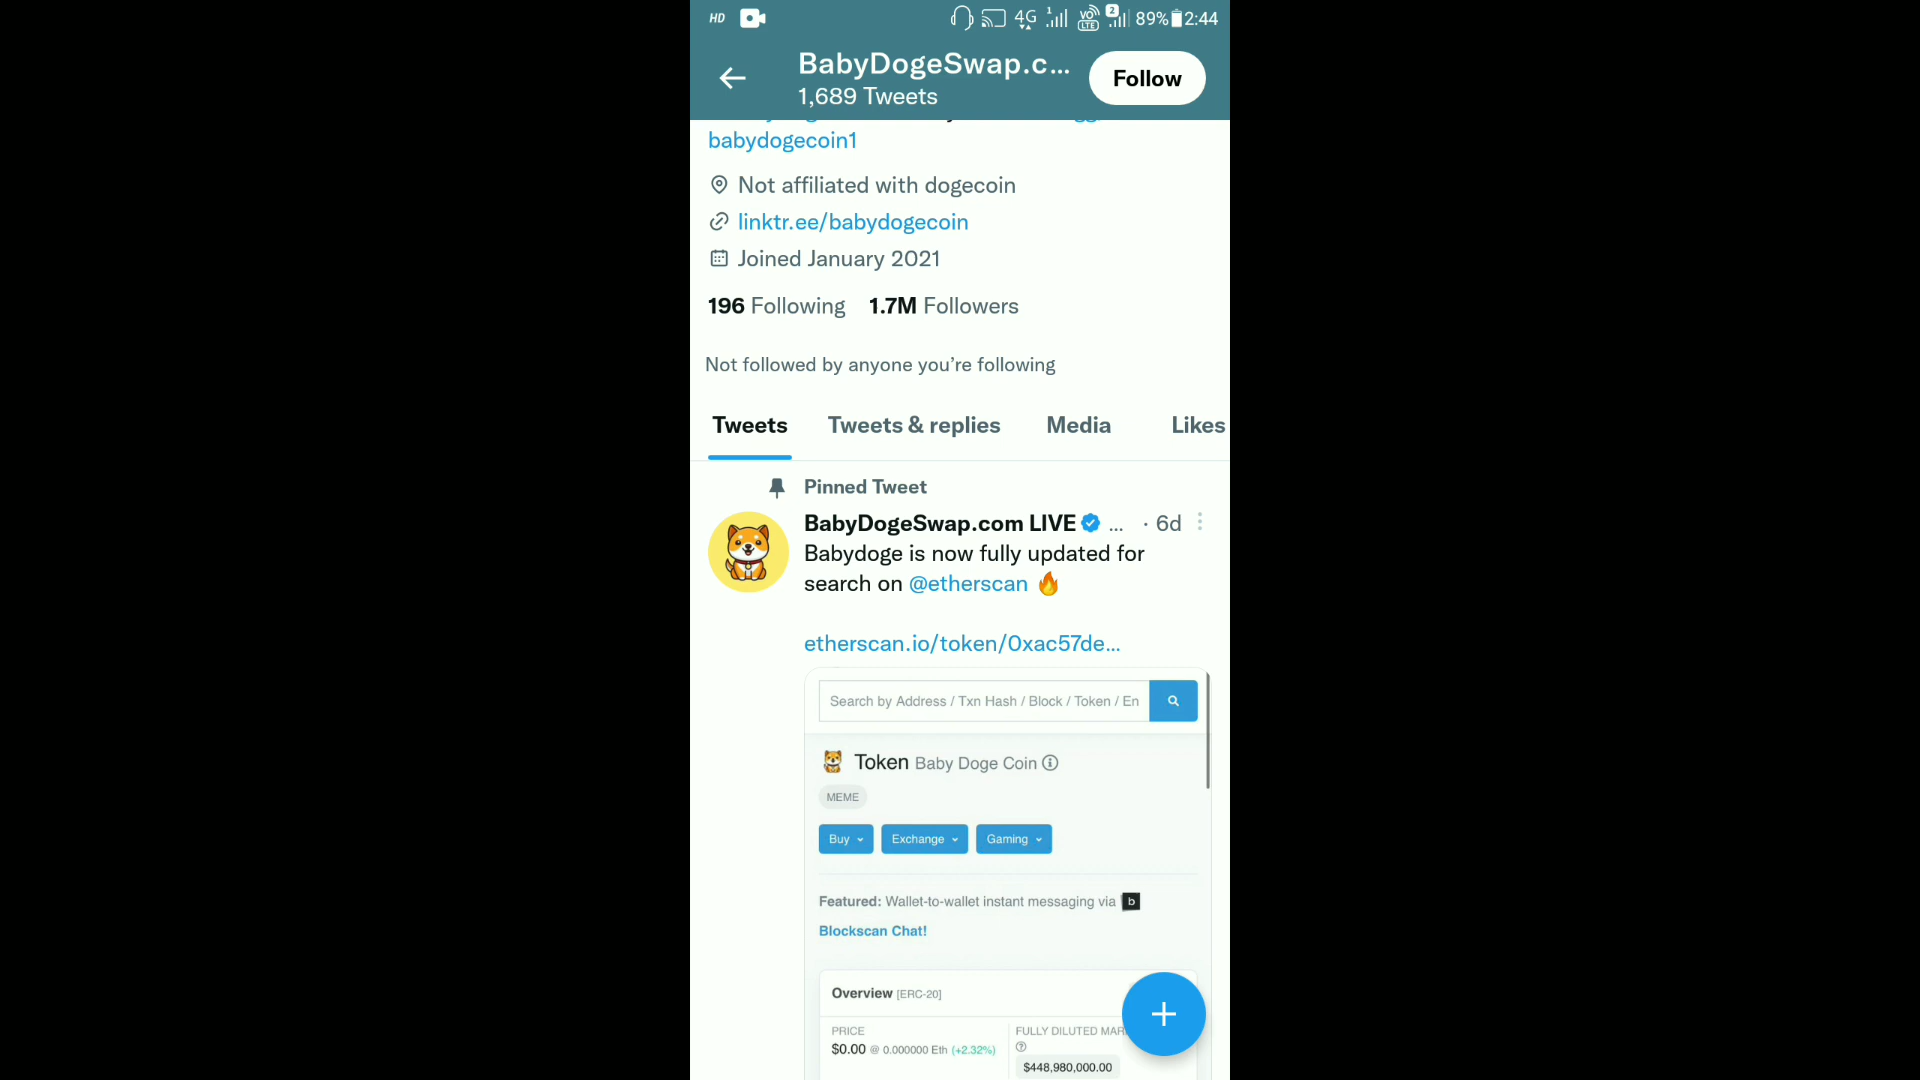 HD 4G 1 VO LTE 2 89% 2:44
BabyDogeSwap.c...
Follow
1,689 Tweets
babydogecoin1
Not affiliated with dogecoin
linktr.ee/babydogecoin
Joined January 2021
196 Following 1.7M Followers
Not followed by anyone you’re following
Tweets Tweets & replies Media Likes
Pinned Tweet
BabyDogeSwap.com LIVE ... · 6d
Babydoge is now fully updated for
search on @etherscan 🔥
etherscan.io/token/0xac57de...
Search by Address / Txn Hash / Block / Token / En
Token Baby Doge Coin
MEME
Buy Exchange Gaming
Featured: Wallet-to-wallet instant messaging via b
Blockscan Chat!
Overview [ERC-20]
PRICE
$0.00 @ 0.000000 Eth (+2.32%)
FULLY DILUTED MAR
$448,980,000.00